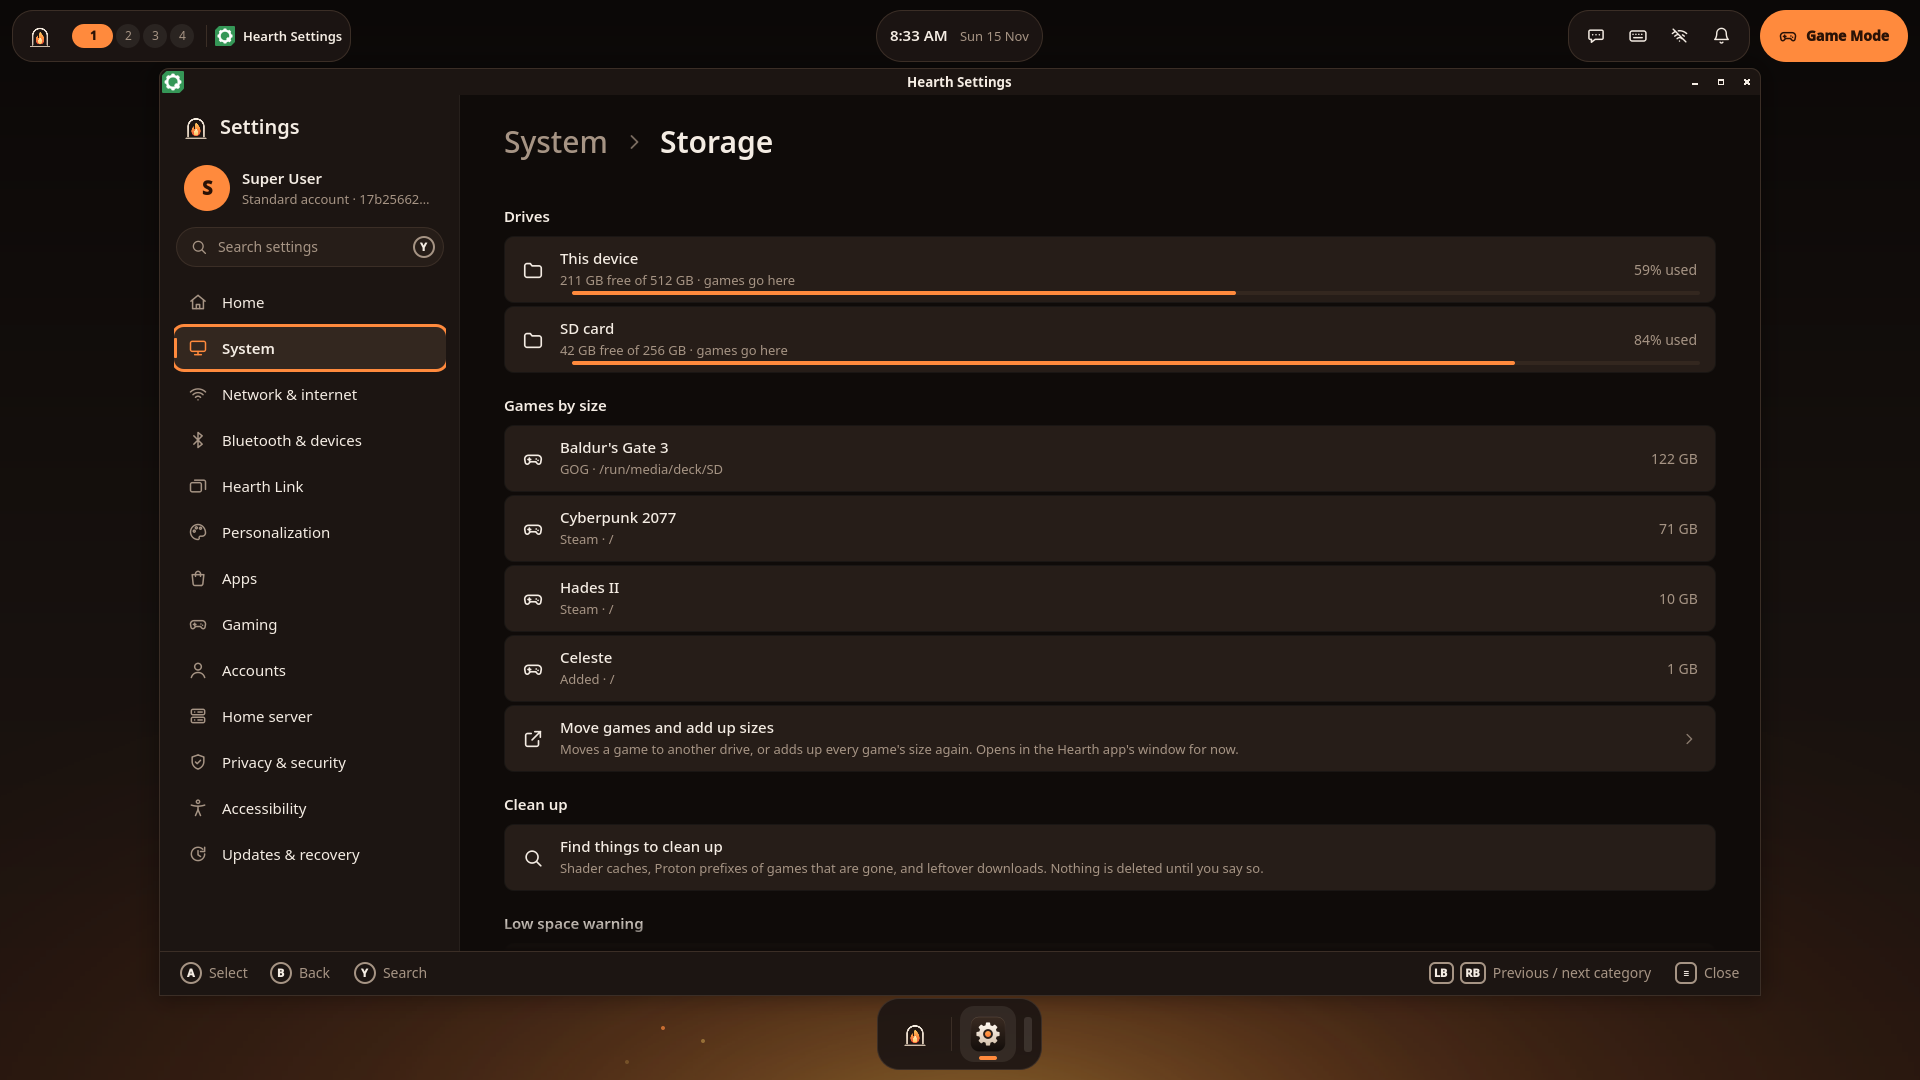 1 2 3 4 Hearth Settings
8:33 AM Sun 15 Nov
Game Mode
Hearth Settings
Settings
S
Super User
Standard account · 17b25662...
Search settings Y
Home
System
Network & internet
Bluetooth & devices
Hearth Link
Personalization
Apps
Gaming
Accounts
Home server
Privacy & security
Accessibility
Updates & recovery
System > Storage
Drives
This device
211 GB free of 512 GB · games go here
59% used
SD card
42 GB free of 256 GB · games go here
84% used
Games by size
Baldur's Gate 3
GOG · /run/media/deck/SD
122 GB
Cyberpunk 2077
Steam · /
71 GB
Hades II
Steam · /
10 GB
Celeste
Added · /
1 GB
Move games and add up sizes
Moves a game to another drive, or adds up every game's size again. Opens in the Hearth app's window for now.
Clean up
Find things to clean up
Shader caches, Proton prefixes of games that are gone, and leftover downloads. Nothing is deleted until you say so.
Low space warning
A Select B Back Y Search
LB RB Previous / next category ≡ Close